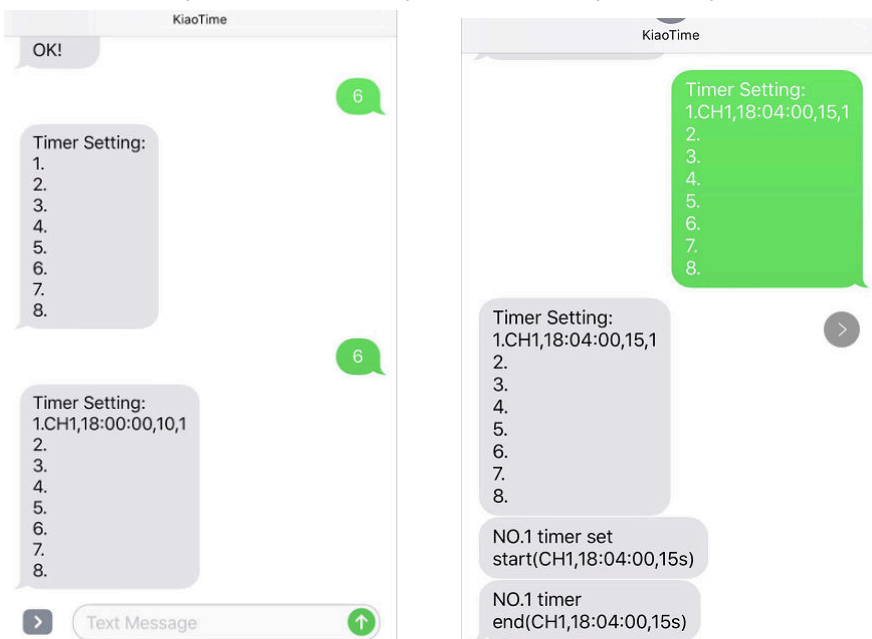 KiaoTime
OK!
6
Timer Setting:
1.
2.
3.
4.
5.
6.
7.
8.
6
Timer Setting:
1.CH1,18:00:00,10,1
2.
3.
4.
5.
6.
7.
8.
Text Message
KiaoTime
Timer Setting:
1.CH1,18:04:00,15,1
2.
3.
4.
5.
6.
7.
8.
Timer Setting:
1.CH1,18:04:00,15,1
2.
3.
4.
5.
6.
7.
8.
NO.1 timer set
start(CH1,18:04:00,15s)
NO.1 timer
end(CH1,18:04:00,15s)